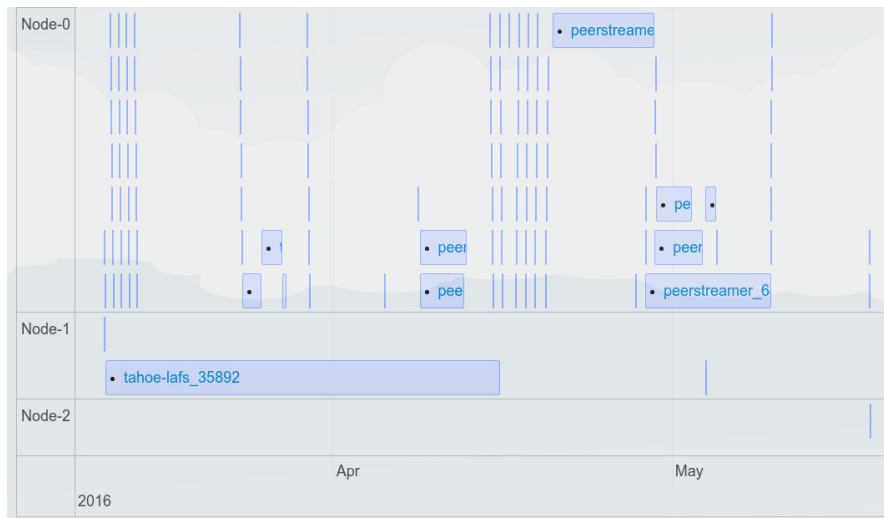 Node-0
• peerstreame
• pe
•
• t
• peer
• peer
•
• pee
• peerstreamer_6
Node-1
• tahoe-lafs_35892
Node-2
Apr
May
2016